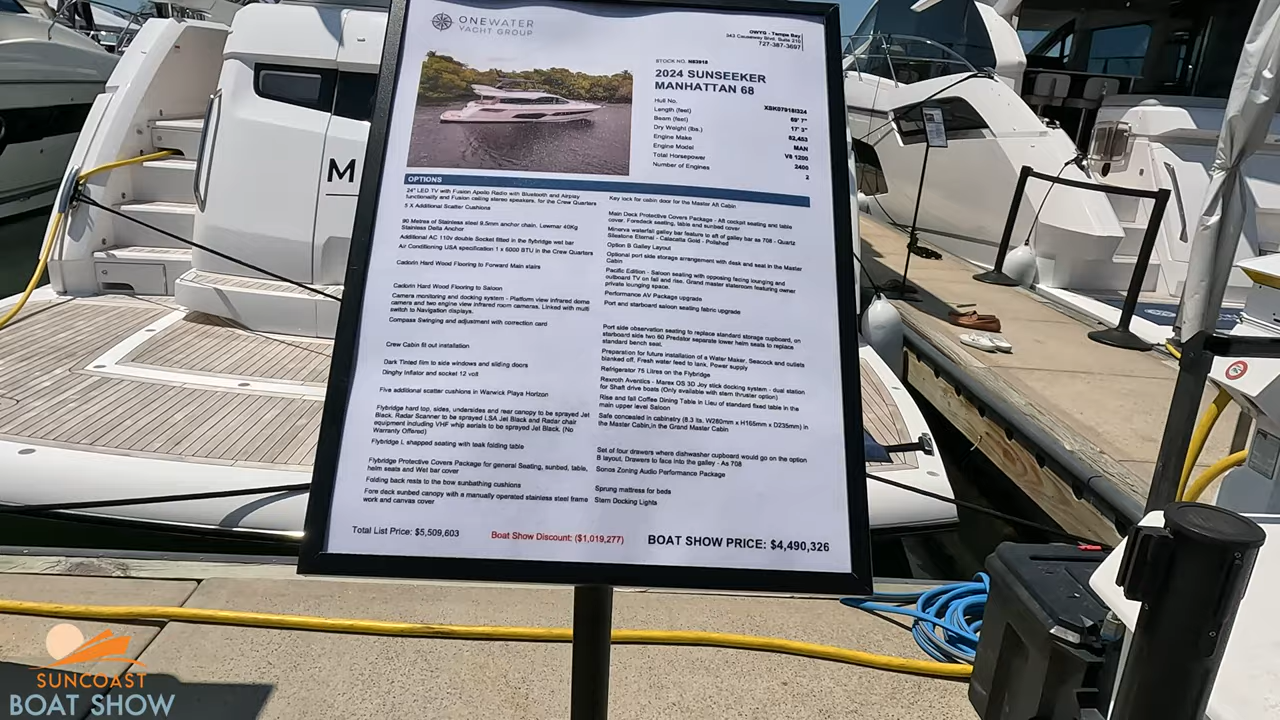 ONEWATER
YACHT GROUP
OWYG - Tampa Bay
343 Causeway Blvd, Suite 210
727-387-3697
STOCK NO. N83918
2024 SUNSEEKER
MANHATTAN 68
Hull No. XSK07918I324
Length (feet) 69' 7"
Beam (feet) 17' 3"
Dry Weight (lbs.) 82,453
Engine Make MAN
Engine Model V8 1200
Total Horsepower 2400
Number of Engines 2
OPTIONS
24" LED TV with Fusion Apollo Radio with Bluetooth and Airplay
functionality and Fusion ceiling stereo speakers, for the Crew Quarters
5 X Additional Scatter Cushions
90 Metres of Stainless steel 9.5mm anchor chain, Lewmar 40Kg
Stainless Delta Anchor
Additional AC 110v double Socket fitted in the flybridge wet bar
Air Conditioning USA specification 1 x 6000 BTU in the Crew Quarters
Cadorin Hard Wood Flooring to Forward Main stairs
Cadorin Hard Wood Flooring to Saloon
Camera monitoring and docking system - Platform view infrared dome
camera and two engine view infrared room cameras. Linked with multi
switch to Navigation displays.
Compass Swinging and adjustment with correction card
Crew Cabin fit out installation
Dark Tinted film to side windows and sliding doors
Dinghy inflator and socket 12 volt
Five additional scatter cushions in Warwick Playa Horizon
Flybridge hard top, sides, undersides and rear canopy to be sprayed Jet
Black, Radar Scanner to be sprayed LSA Jet Black and Radar chair
equipment including VHF whip aerials to be sprayed Jet Black. (No
Warranty Offered)
Flybridge L shapped seating with teak folding table
Flybridge Protective Covers Package for general Seating, sunbed, table,
helm seats and Wet bar cover
Folding back rests to the bow sunbathing cushions
Fore deck sunbed canopy with a manually operated stainless steel frame
work and canvas cover
Key lock for cabin door for the Master Aft Cabin
Main Deck Protective Covers Package - Aft cockpit seating and table
cover, Foredeck seating, table and sunbed cover
Minerva waterfall galley bar feature to aft of galley bar as 708 - Quartz
Silestone Eternal - Calacatta Gold - Polished
Option B Galley Layout
Optional port side storage arrangement with desk and seat in the Master
Cabin
Pacific Edition - Saloon seating with opposing facing lounging and
outboard TV on fall and rise. Grand master stateroom featuring owner
private lounging space.
Performance AV Package upgrade
Port and starboard saloon seating fabric upgrade
Port side observation seating to replace standard storage cupboard, on
starboard side two 60 Predator separate lower helm seats to replace
standard bench seat.
Preparation for future installation of a Water Maker, Seacock and outlets
blanked off, Fresh water feed to tank, Power supply
Refrigerator 75 Litres on the Flybridge
Rexroth Aventics - Marex OS 3D Joy stick docking system - dual station
for Shaft drive boats (Only available with stern thruster option)
Rise and fall Coffee Dining Table in Lieu of standard fixed table in the
main upper level Saloon
Safe concealed in cabinetry (8.3 lts, W280mm x H165mm x D235mm) in
the Master Cabin,in the Grand Master Cabin
Set of four drawers where dishwasher cupboard would go on the option
B layout, Drawers to face into the galley - As 708
Sonos Zoning Audio Performance Package
Sprung mattress for beds
Stern Docking Lights
Total List Price: $5,509,603
Boat Show Discount: ($1,019,277)
BOAT SHOW PRICE: $4,490,326
M
SUNCOAST
BOAT SHOW